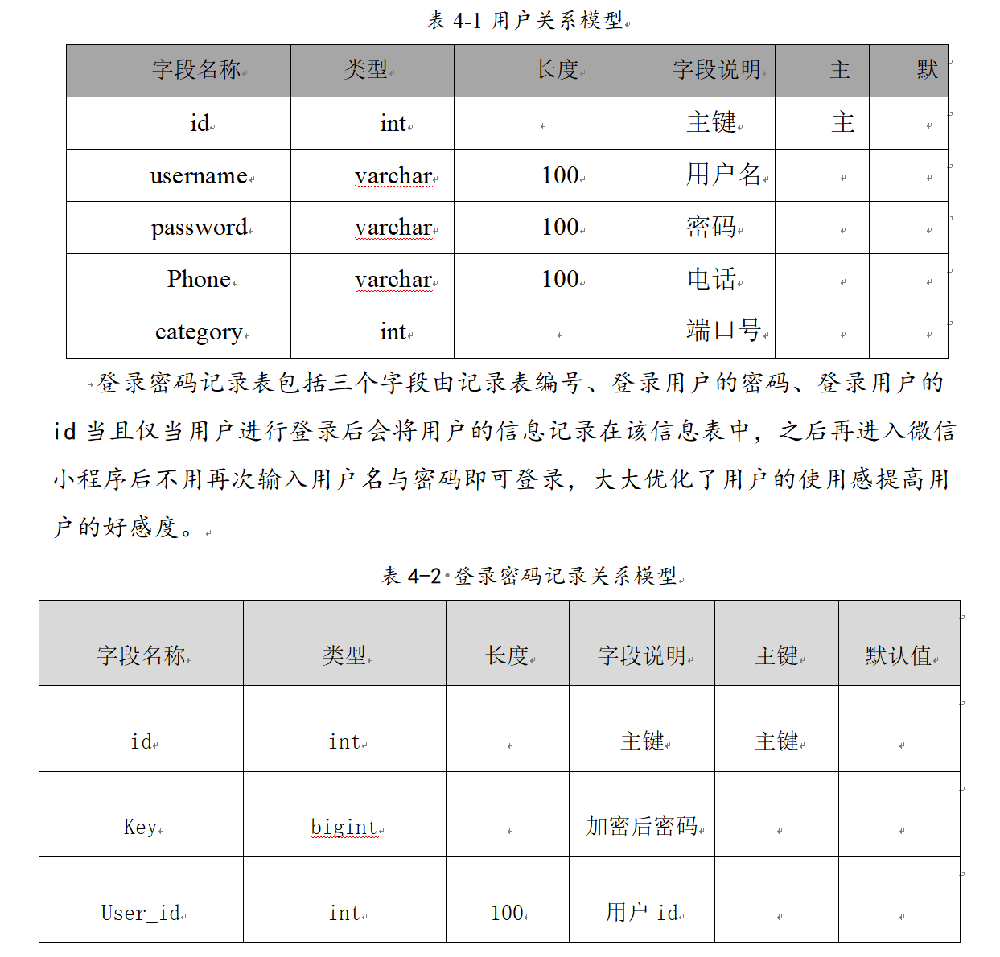 表 4-1 用户关系模型
字段名称 类型 长度 字段说明 主 默
id int 主键 主
username varchar 100 用户名
password varchar 100 密码
Phone varchar 100 电话
category int 端口号
登录密码记录表包括三个字段由记录表编号、登录用户的密码、登录用户的
id 当且仅当用户进行登录后会将用户的信息记录在该信息表中，之后再进入微信
小程序后不用再次输入用户名与密码即可登录，大大优化了用户的使用感提高用
户的好感度。
表 4-2 登录密码记录关系模型
字段名称 类型 长度 字段说明 主键 默认值
id int 主键 主键
Key bigint 加密后密码
User_id int 100 用户 id